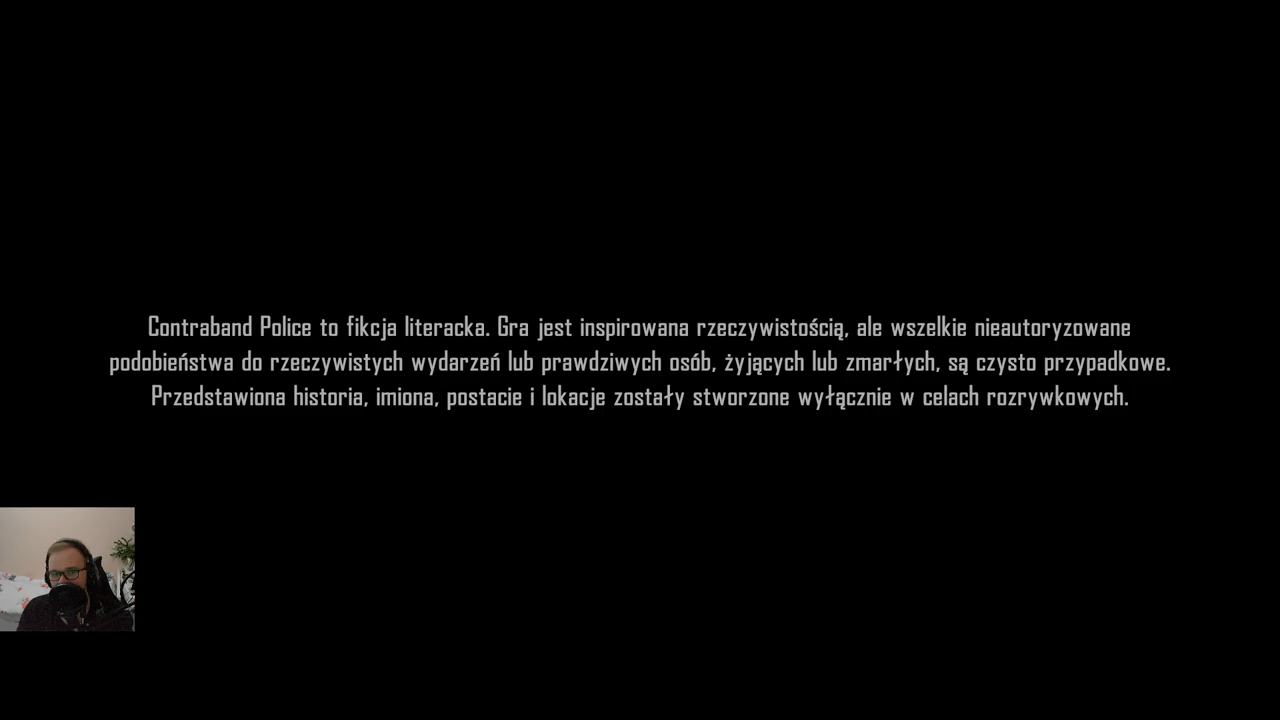 Contraband Police to fikcja literacka. Gra jest inspirowana rzeczywistością, ale wszelkie nieautoryzowane
podobieństwa do rzeczywistych wydarzeń lub prawdziwych osób, żyjących lub zmarłych, są czysto przypadkowe.
Przedstawiona historia, imiona, postacie i lokacje zostały stworzone wyłącznie w celach rozrywkowych.